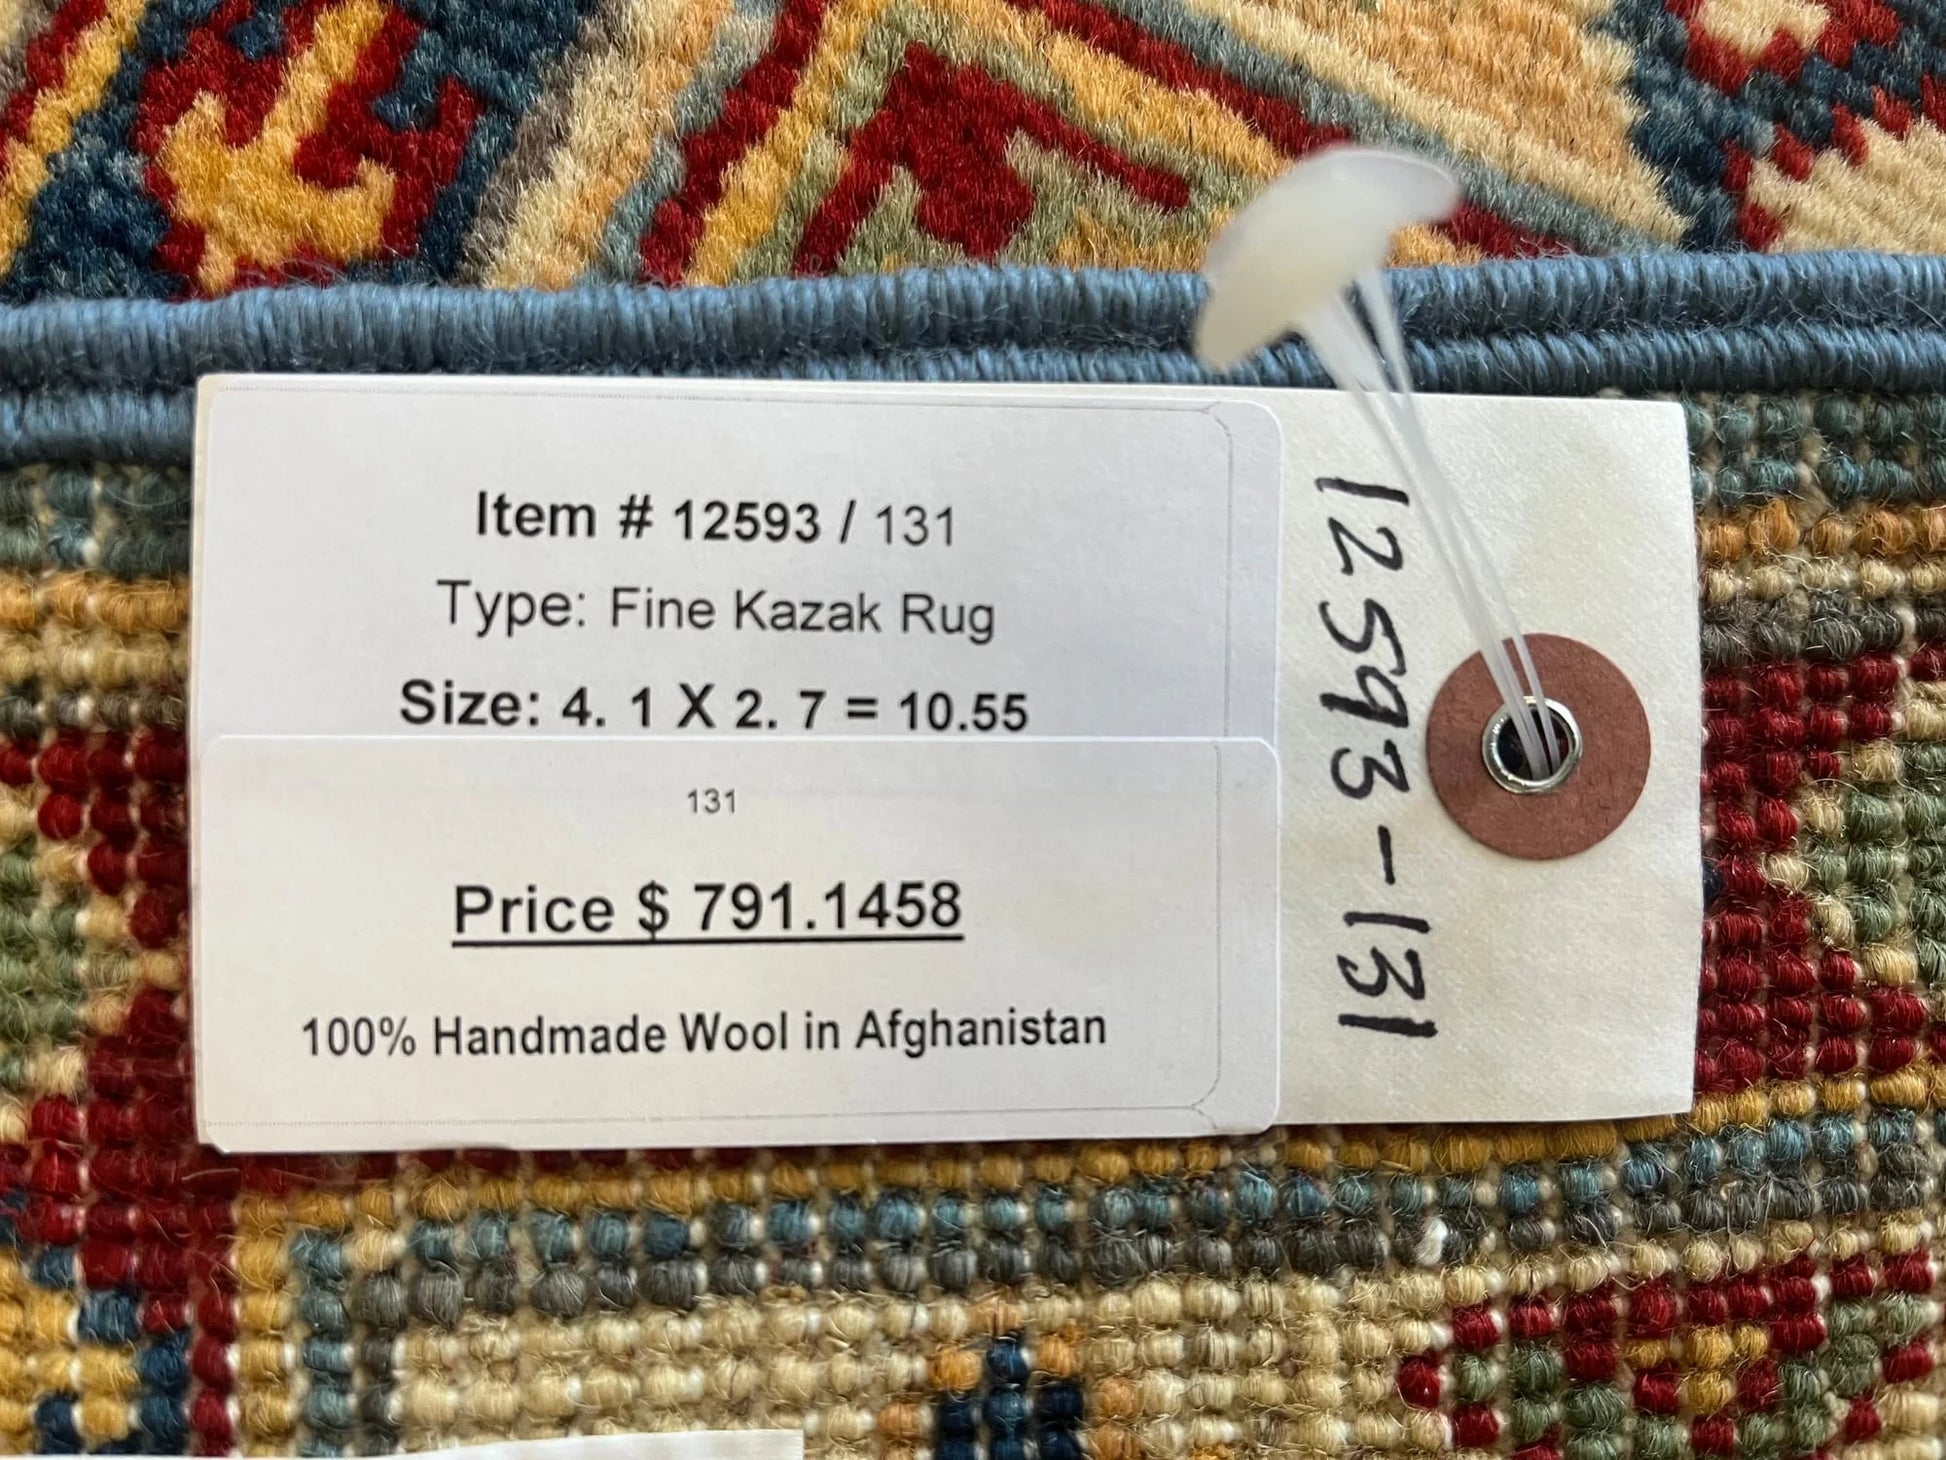 Item # 12593 / 131
Type: Fine Kazak Rug
Size: 4. 1 X 2. 7 = 10.55
131
Price $ 791.1458
100% Handmade Wool in Afghanistan
12593-131